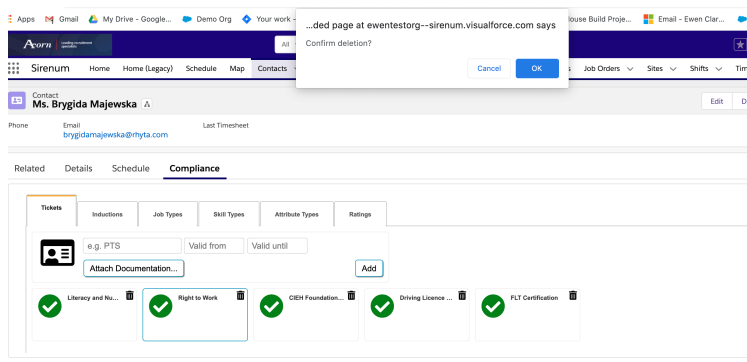 Apps M Gmail My Drive - Google... Demo Org Your work - House Build Proje... Email - Ewen Clar...
...ded page at ewentestorg--sirenum.visualforce.com says
Confirm deletion?
Cancel OK
Acorn
All
Sirenum Home Home (Legacy) Schedule Map Contacts Job Orders Sites Shifts Tim
Contact
Ms. Brygida Majewska
Edit D
Phone Email Last Timesheet
brygidamajewska@rhyta.com
Related Details Schedule Compliance
Tickets Inductions Job Types Skill Types Attribute Types Ratings
e.g. PTS Valid from Valid until
Attach Documentation... Add
Literacy and Nu... Right to Work CIEH Foundation... Driving Licence ... FLT Certification